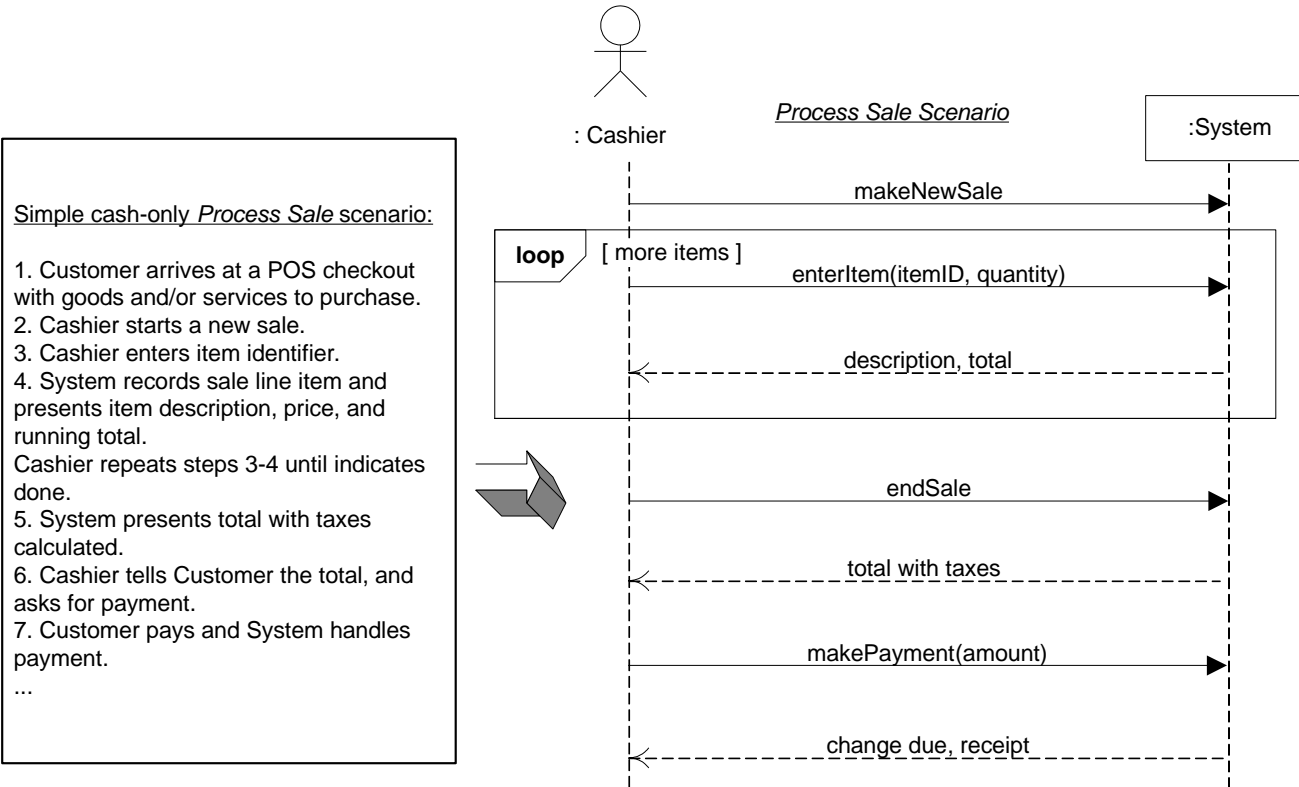 Simple cash-only Process Sale scenario:
1. Customer arrives at a POS checkout
with goods and/or services to purchase.
2. Cashier starts a new sale.
3. Cashier enters item identifier.
4. System records sale line item and
presents item description, price, and
running total.
Cashier repeats steps 3-4 until indicates
done.
5. System presents total with taxes
calculated.
6. Cashier tells Customer the total, and
asks for payment.
7. Customer pays and System handles
payment.
...
: Cashier
Process Sale Scenario
:System
makeNewSale
loop
[ more items ]
enterItem(itemID, quantity)
description, total
endSale
total with taxes
makePayment(amount)
change due, receipt